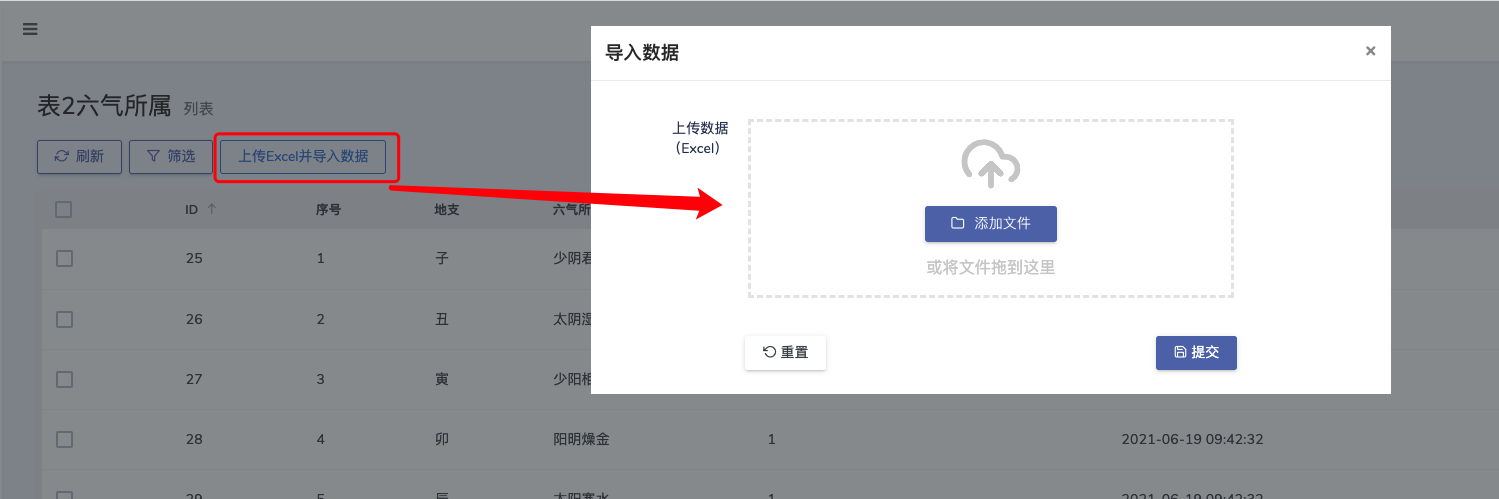 导入数据
×
表2六气所属 列表
刷新 筛选 上传Excel并导入数据
上传数据
(Excel)
添加文件
或将文件拖到这里
重置 提交
ID 序号 地支 六气所
25 1 子 少阴君
26 2 丑 太阴湿
27 3 寅 少阳相
28 4 卯 阳明燥金 1 2021-06-19 09:42:32
29 5 辰 太阳寒水 1 2021-06-19 09:42:32